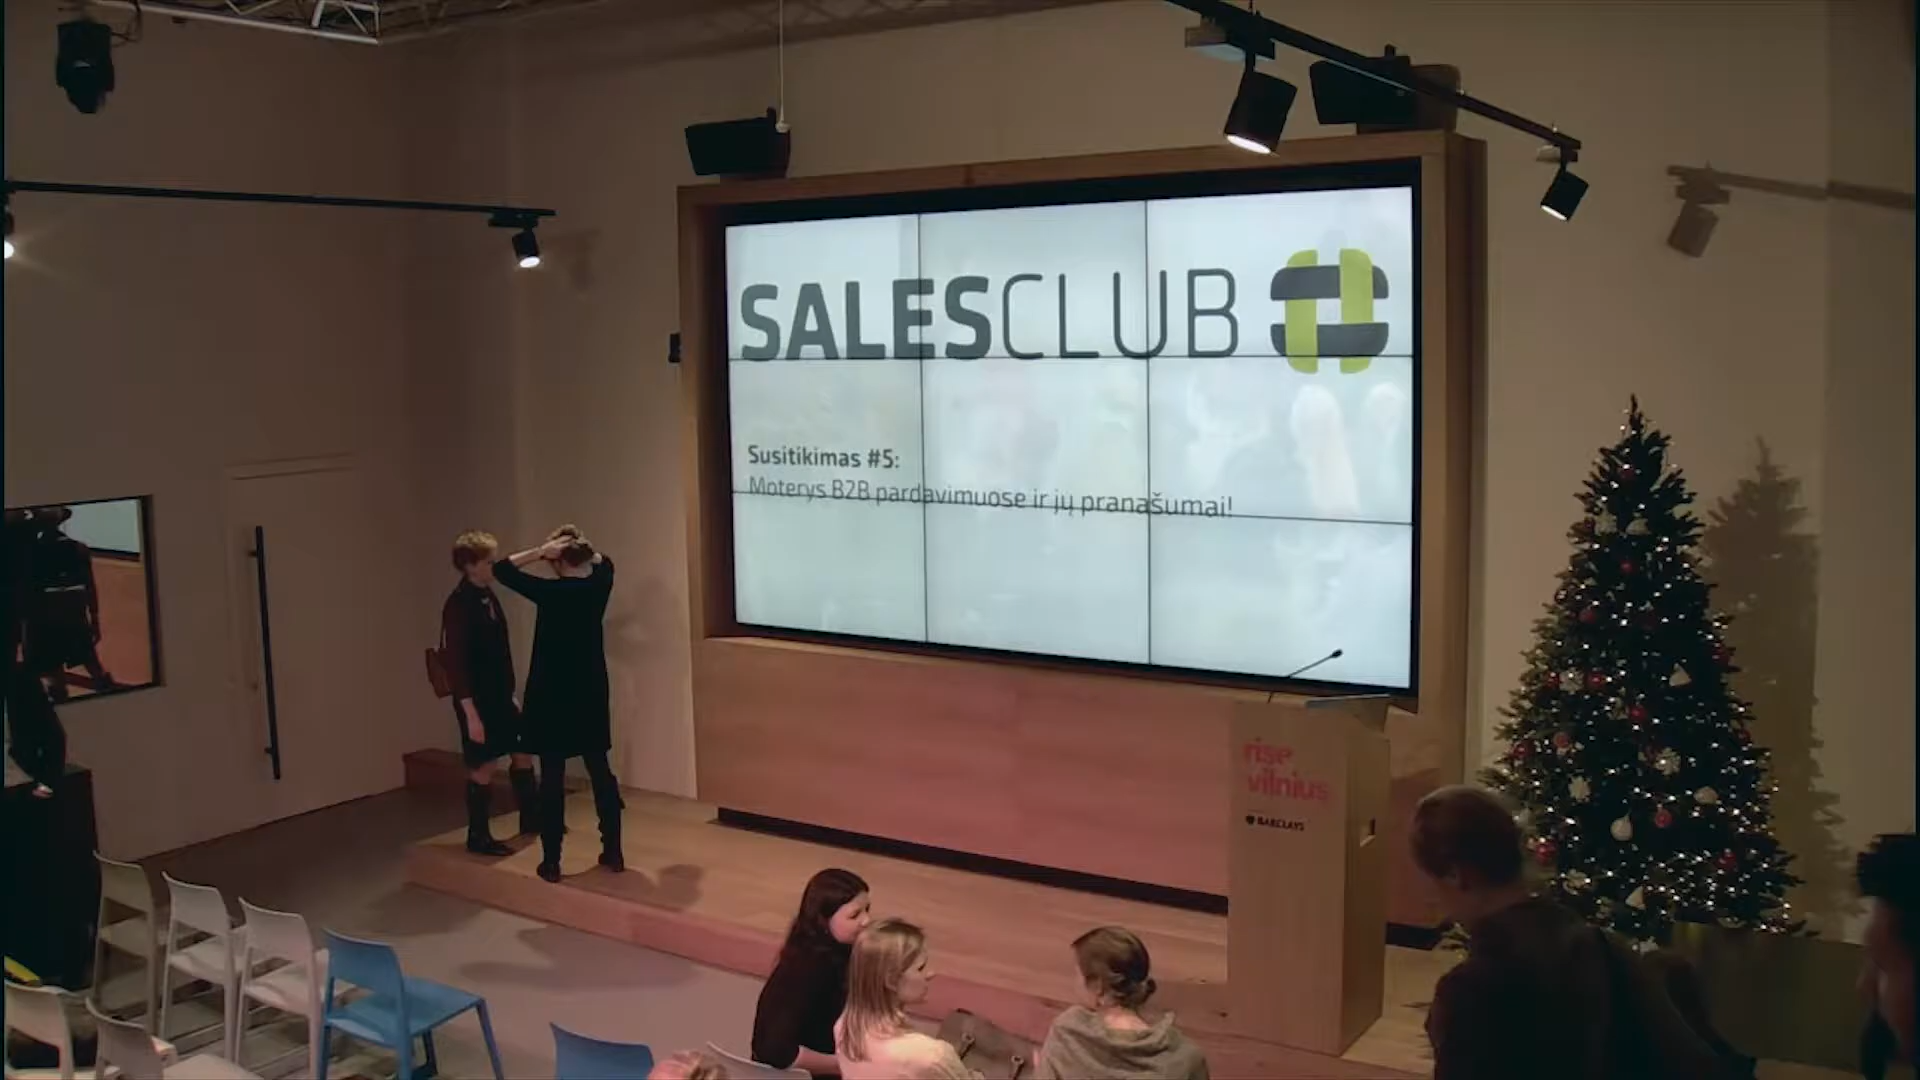 SALESCLUB
Susitikimas #5:
Moterys B2B pardavimuose ir jų pranašumai!
rise
vilnius
BARCLAYS